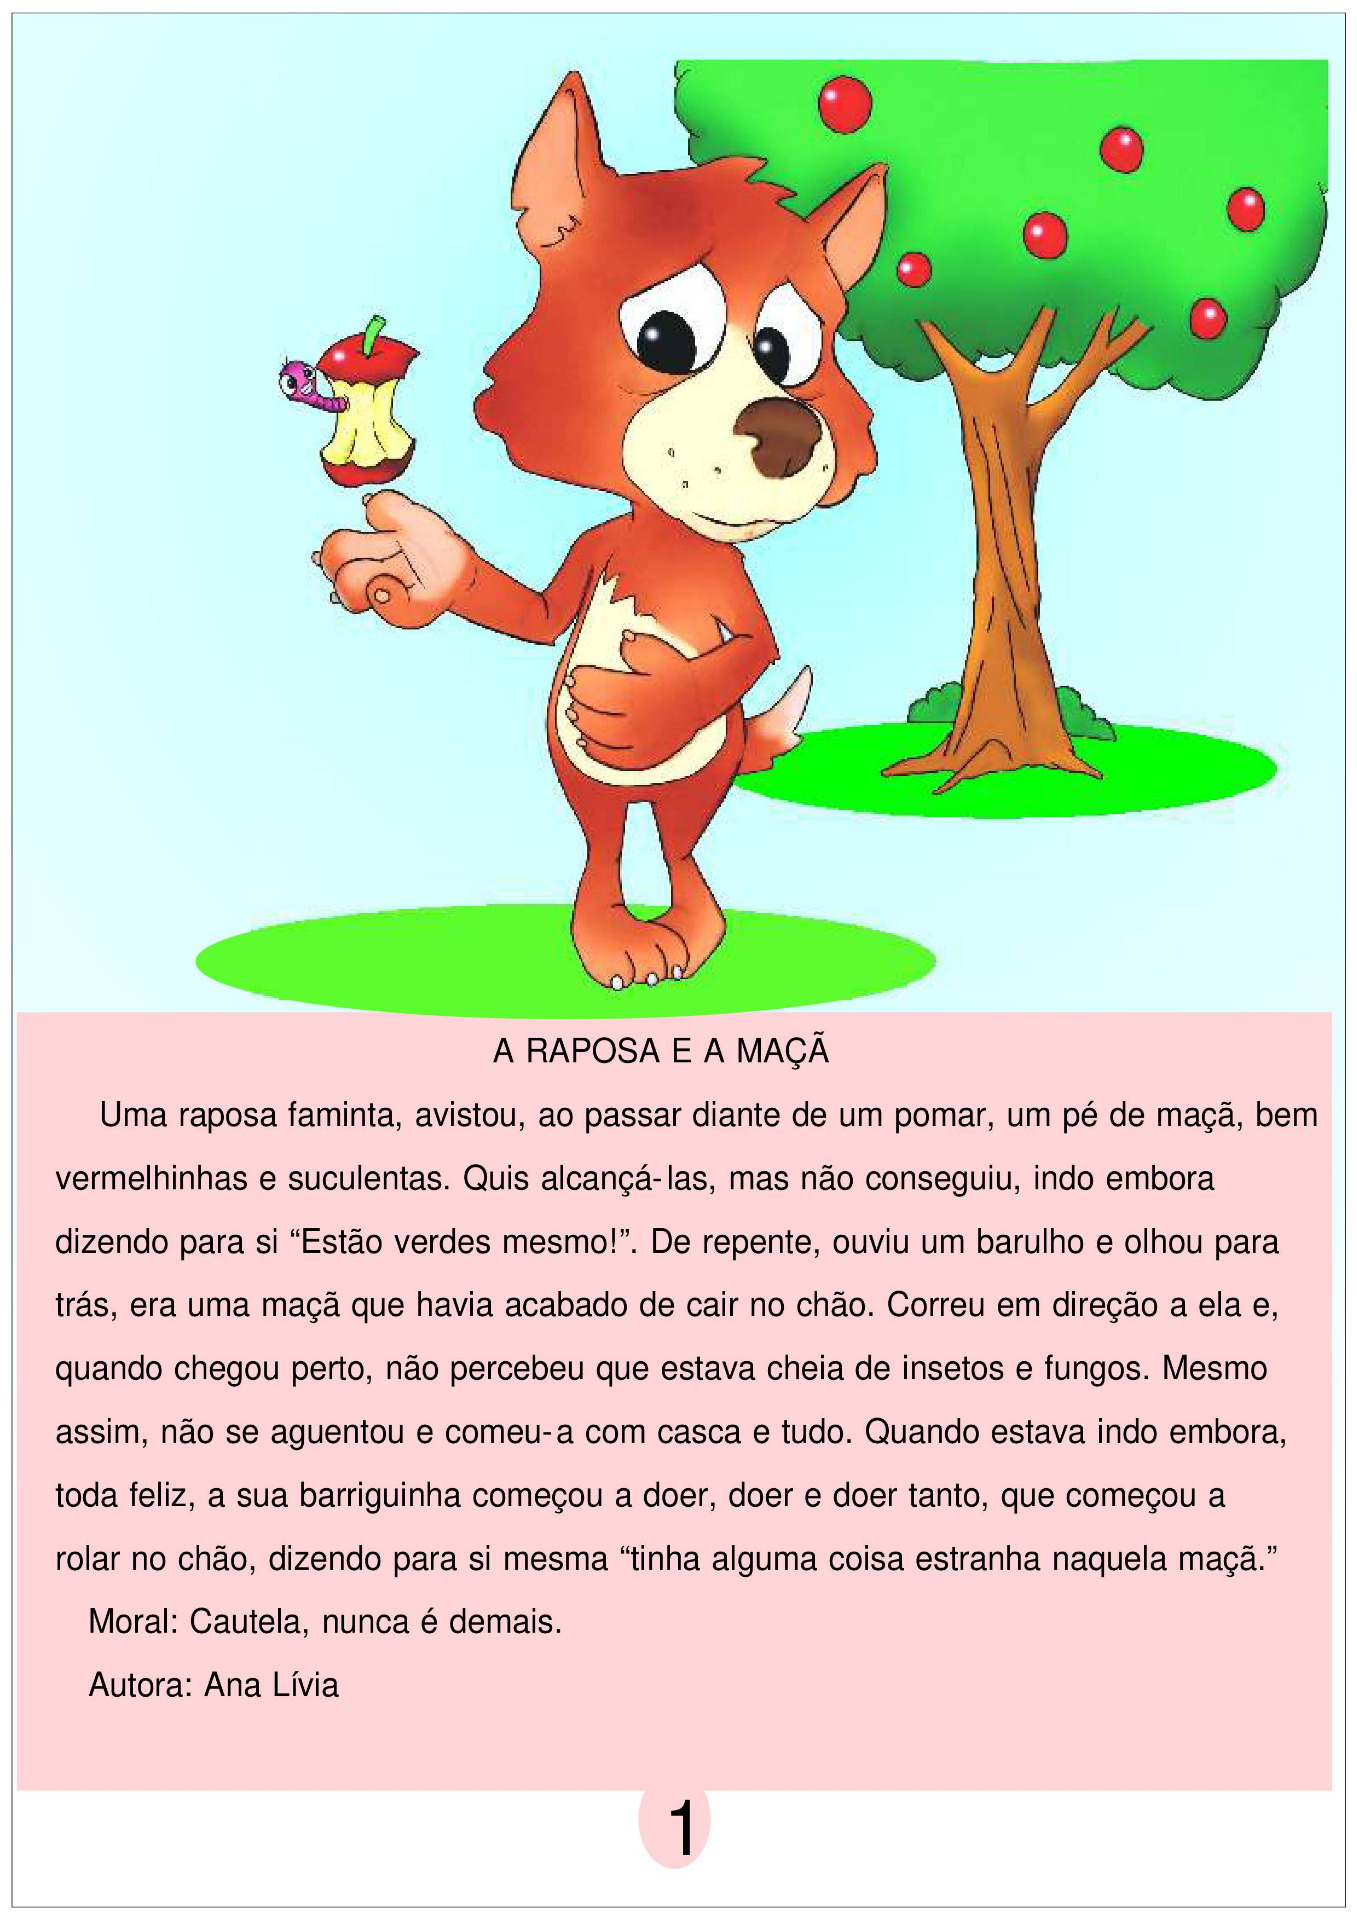 A RAPOSA E A MAÇÃ
Uma raposa faminta, avistou, ao passar diante de um pomar, um pé de maçã, bem
vermelhinhas e suculentas. Quis alcançá-las, mas não conseguiu, indo embora
dizendo para si “Estão verdes mesmo!”. De repente, ouviu um barulho e olhou para
trás, era uma maçã que havia acabado de cair no chão. Correu em direção a ela e,
quando chegou perto, não percebeu que estava cheia de insetos e fungos. Mesmo
assim, não se aguentou e comeu-a com casca e tudo. Quando estava indo embora,
toda feliz, a sua barriguinha começou a doer, doer e doer tanto, que começou a
rolar no chão, dizendo para si mesma “tinha alguma coisa estranha naquela maçã.”
Moral: Cautela, nunca é demais.
Autora: Ana Lívia
1